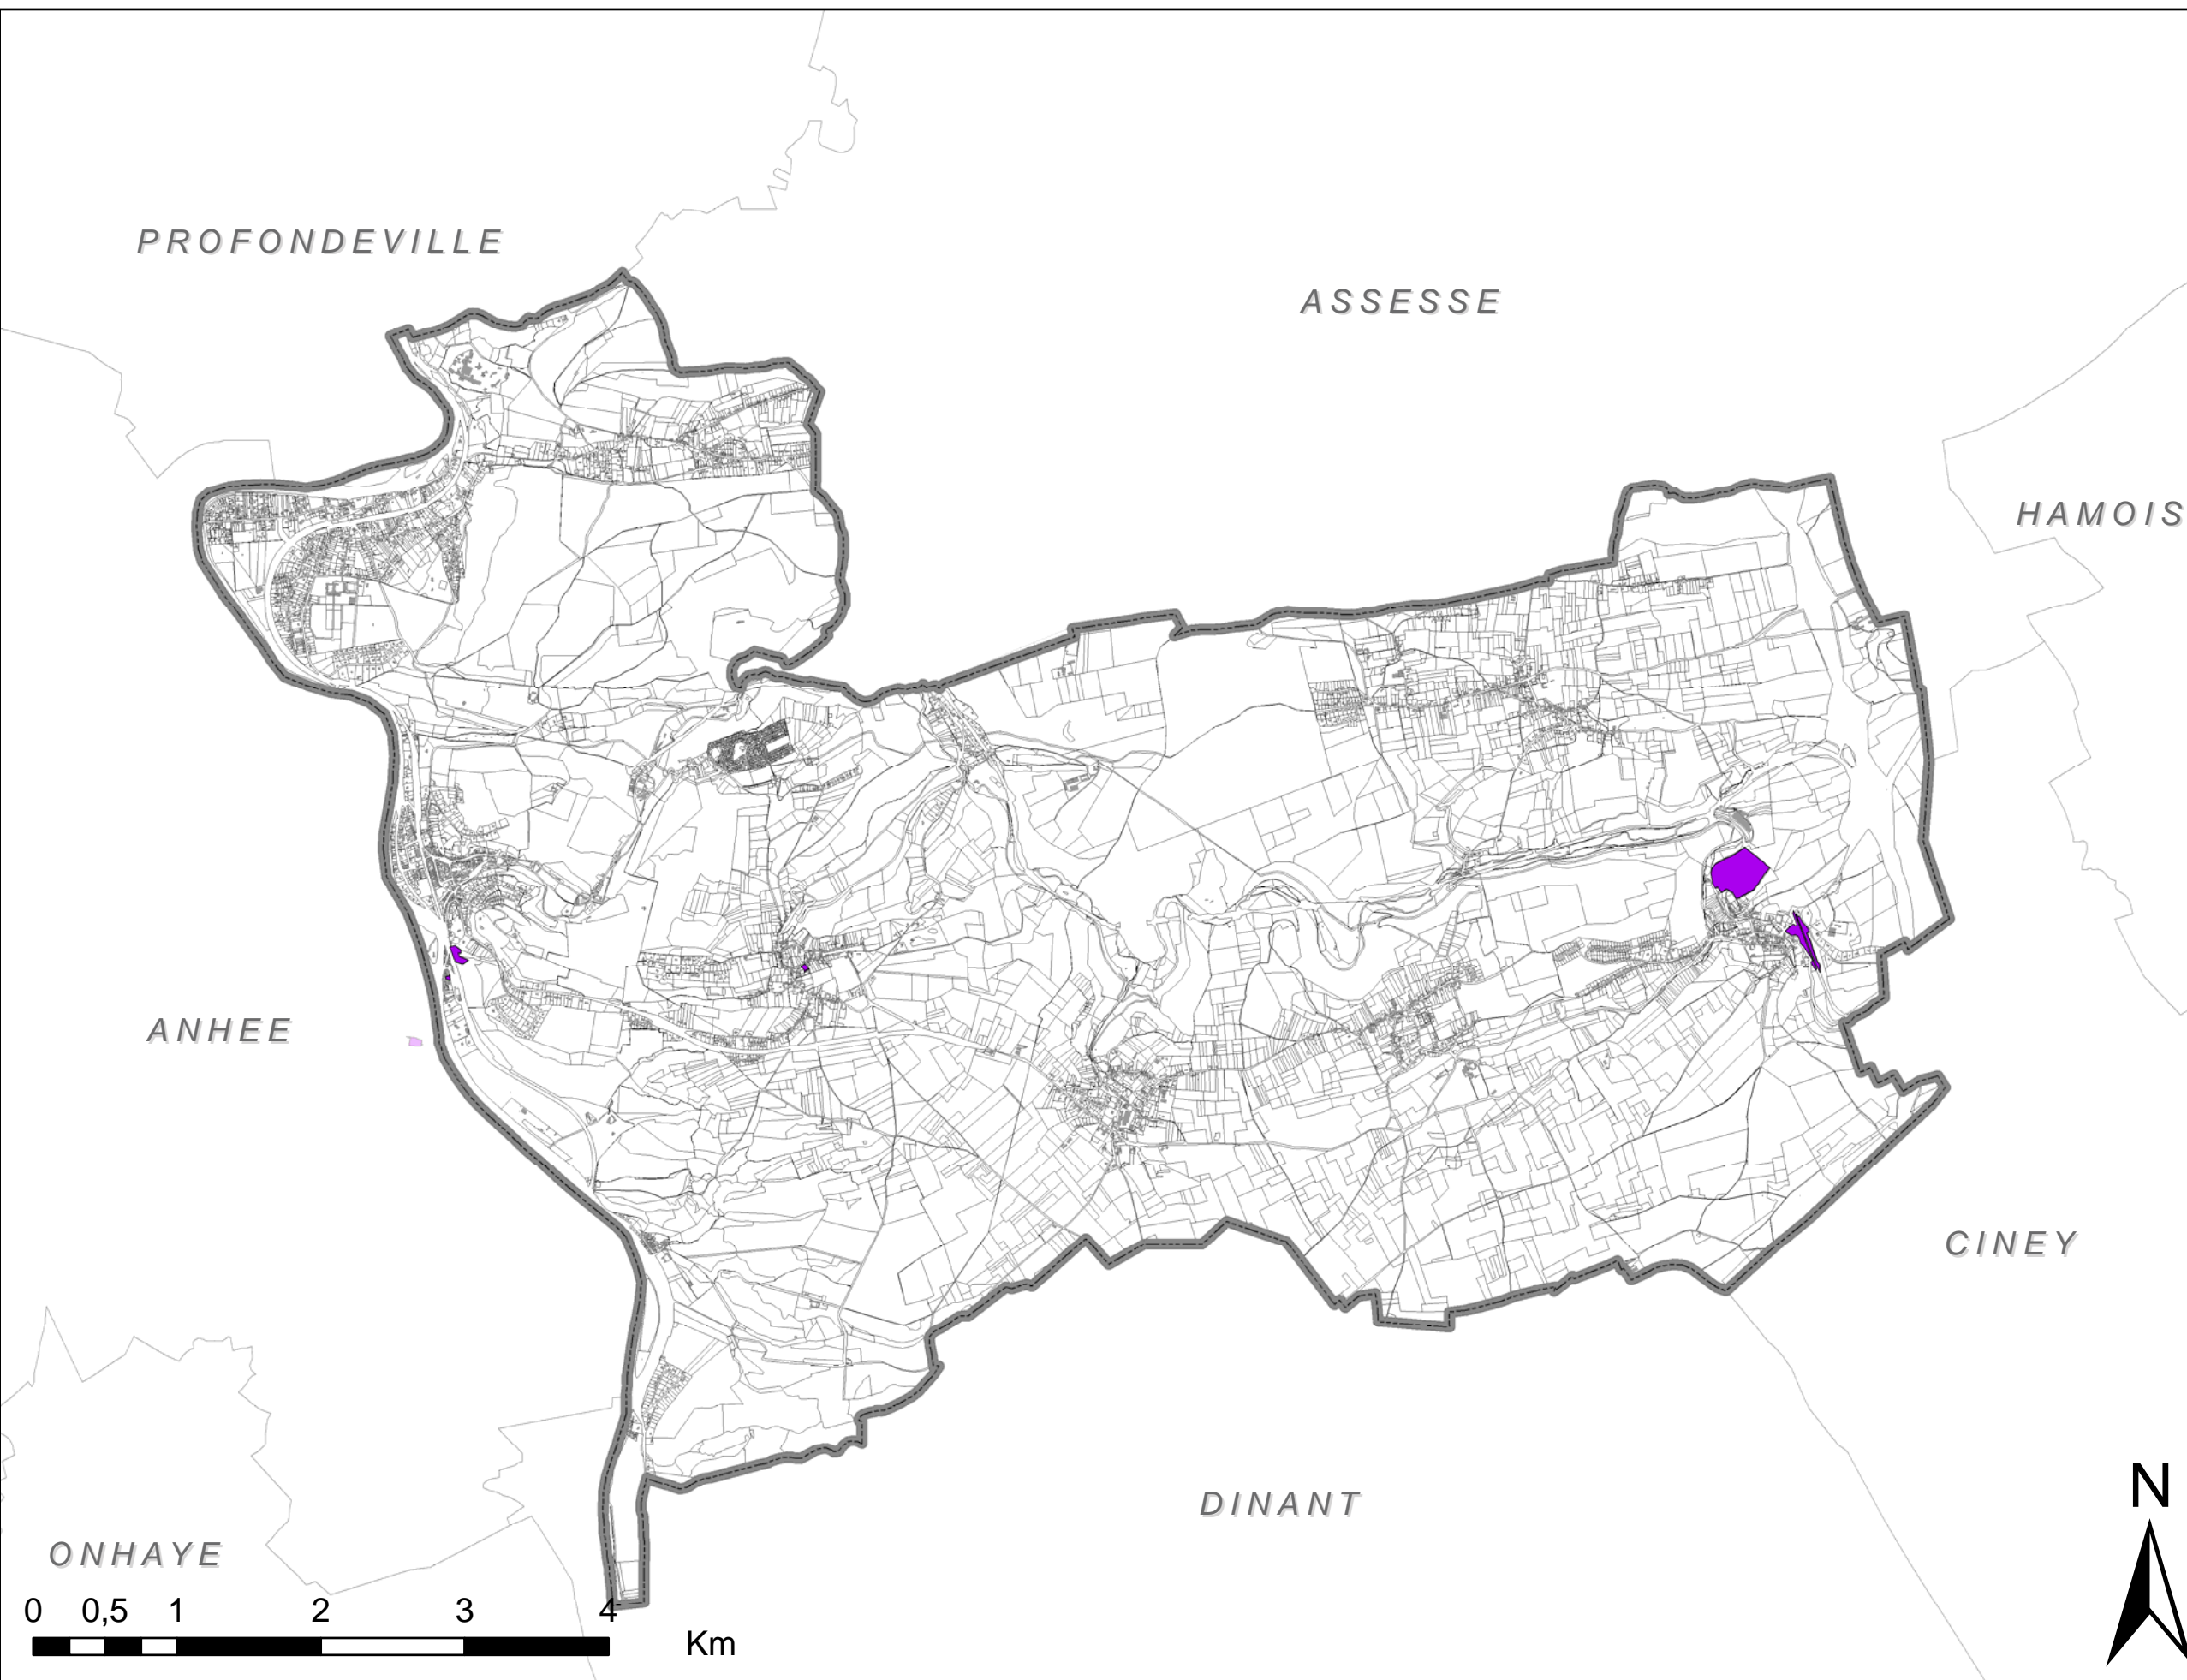 PROFONDEVILLE
ASSESSE
HAMOIS
ANHEE
CINEY
DINANT
ONHAYE
N
0 0,5 1 2 3 4
Km